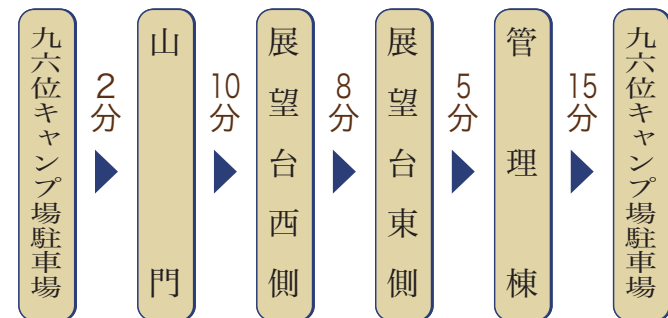 九六位キャンプ場駐車場
2分
山門
10分
展望台西側
8分
展望台東側
5分
管理棟
15分
九六位キャンプ場駐車場